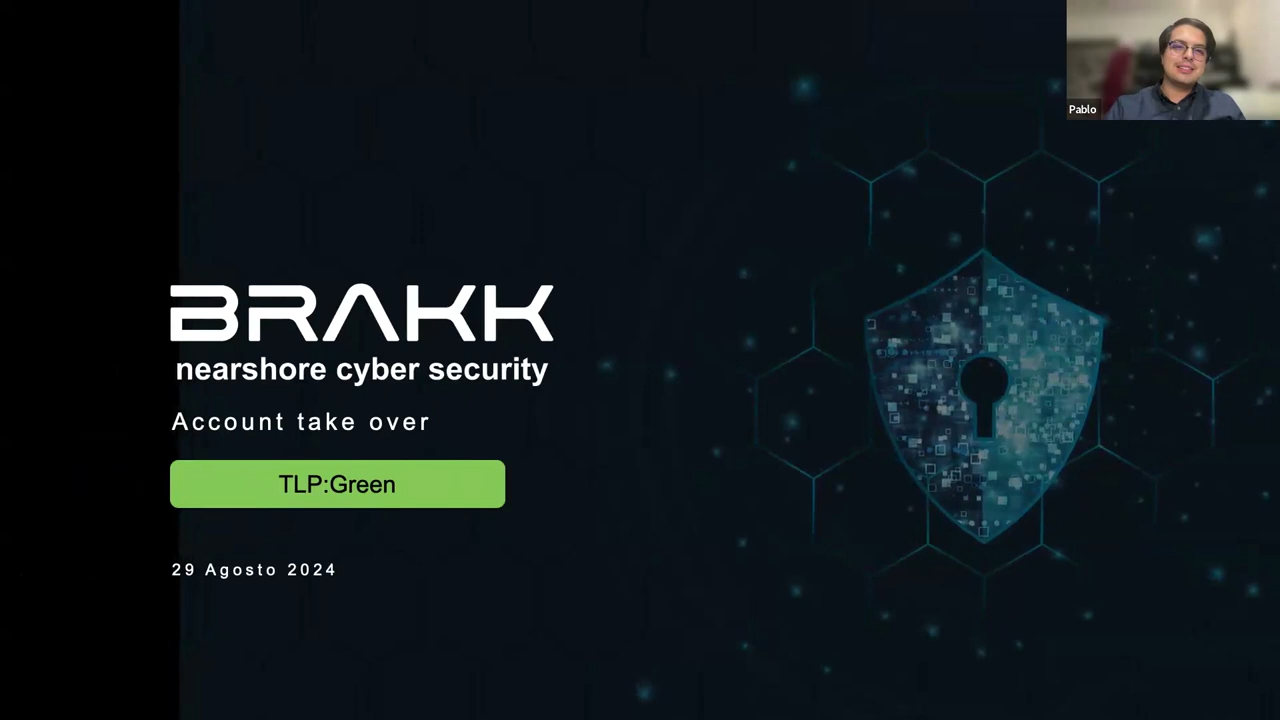 Pablo
BRAKK
nearshore cyber security
Account take over
TLP:Green
29 Agosto 2024